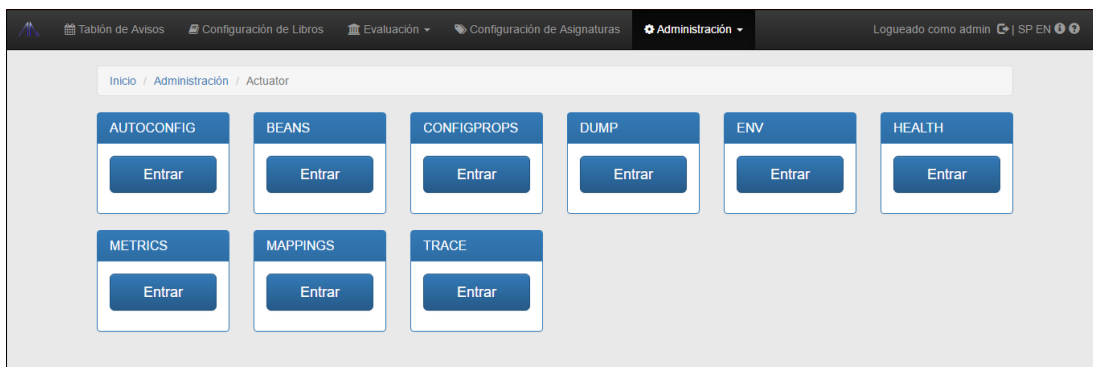 Tablón de Avisos Configuración de Libros Evaluación Configuración de Asignaturas Administración Logueado como admin | SP EN
Inicio / Administración / Actuator
AUTOCONFIG BEANS CONFIGPROPS DUMP ENV HEALTH
Entrar Entrar Entrar Entrar Entrar Entrar
METRICS MAPPINGS TRACE
Entrar Entrar Entrar